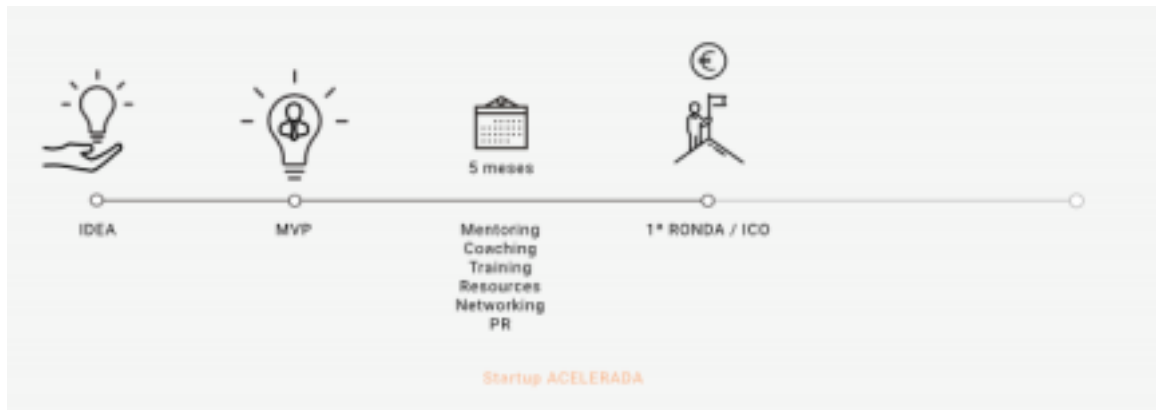 €
5 meses
IDEA
MVP
Mentoring
Coaching
Training
Resources
Networking
PR
1ª RONDA / ICO
Startup ACELERADA